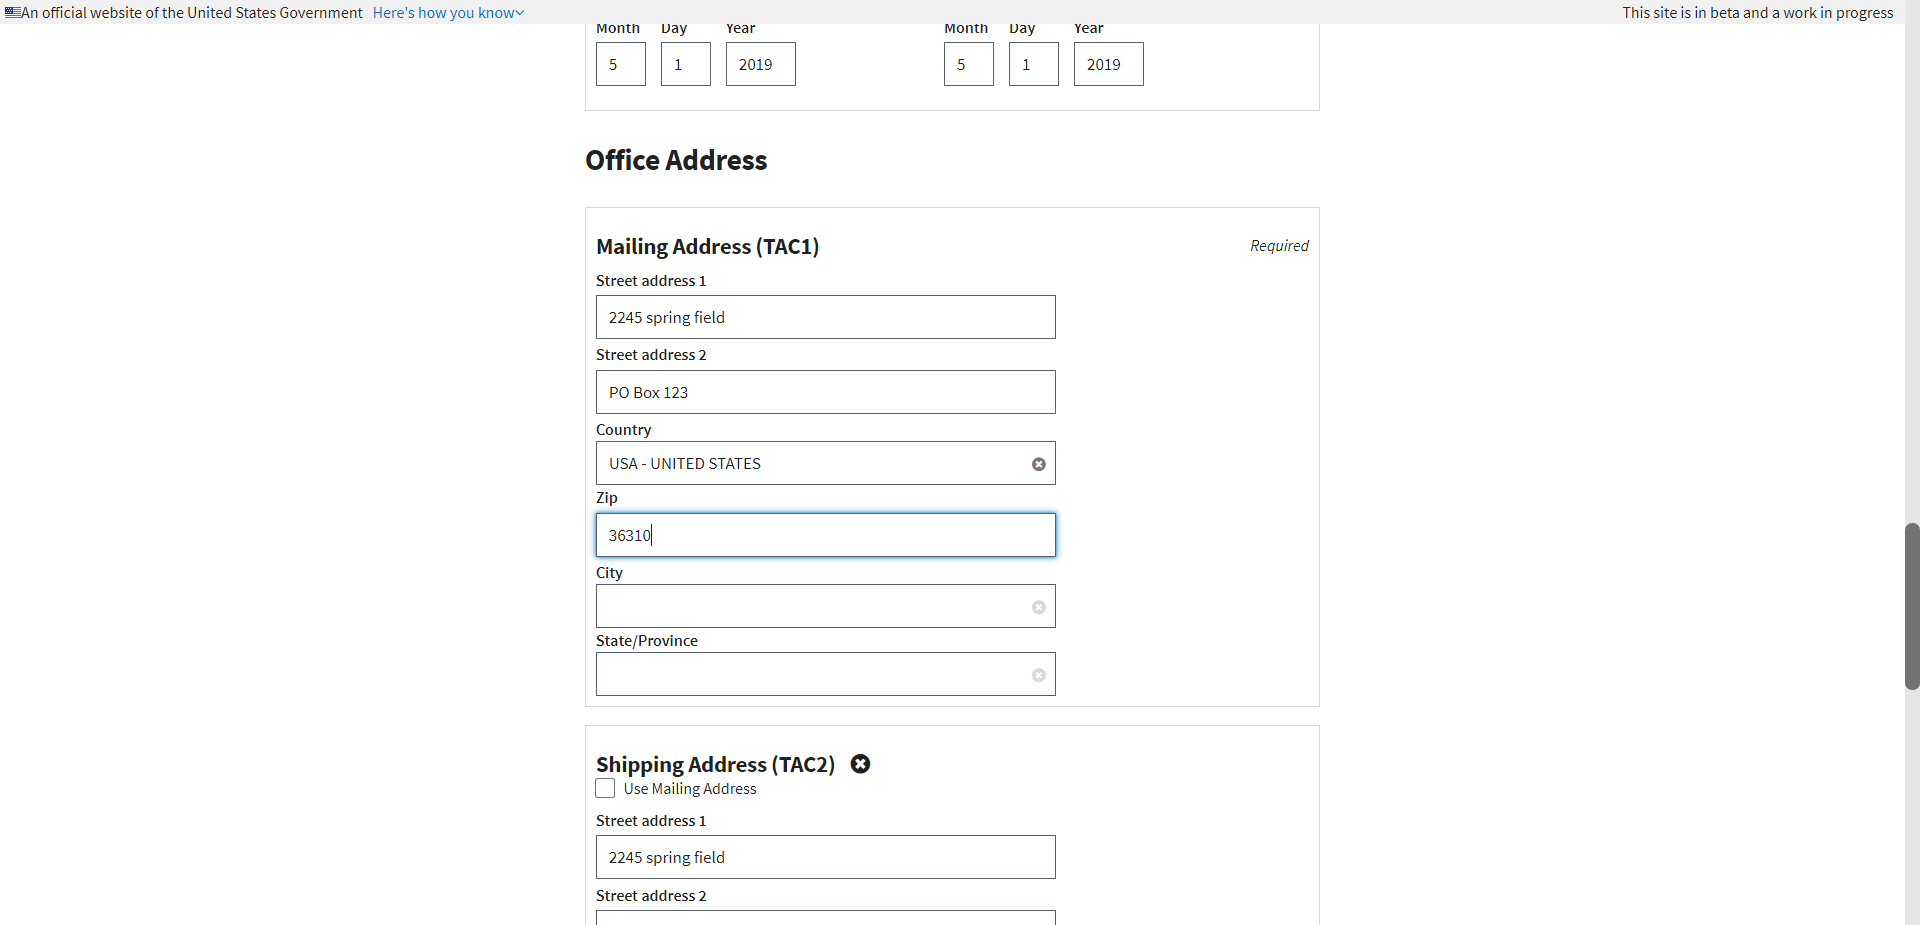 An official website of the United States Government Here's how you know
This site is in beta and a work in progress
Month Day Year Month Day Year
5 1 2019 5 1 2019
Office Address
Mailing Address (TAC1) Required
Street address 1
2245 spring field
Street address 2
PO Box 123
Country
USA - UNITED STATES
Zip
36310
City
State/Province
Shipping Address (TAC2)
Use Mailing Address
Street address 1
2245 spring field
Street address 2